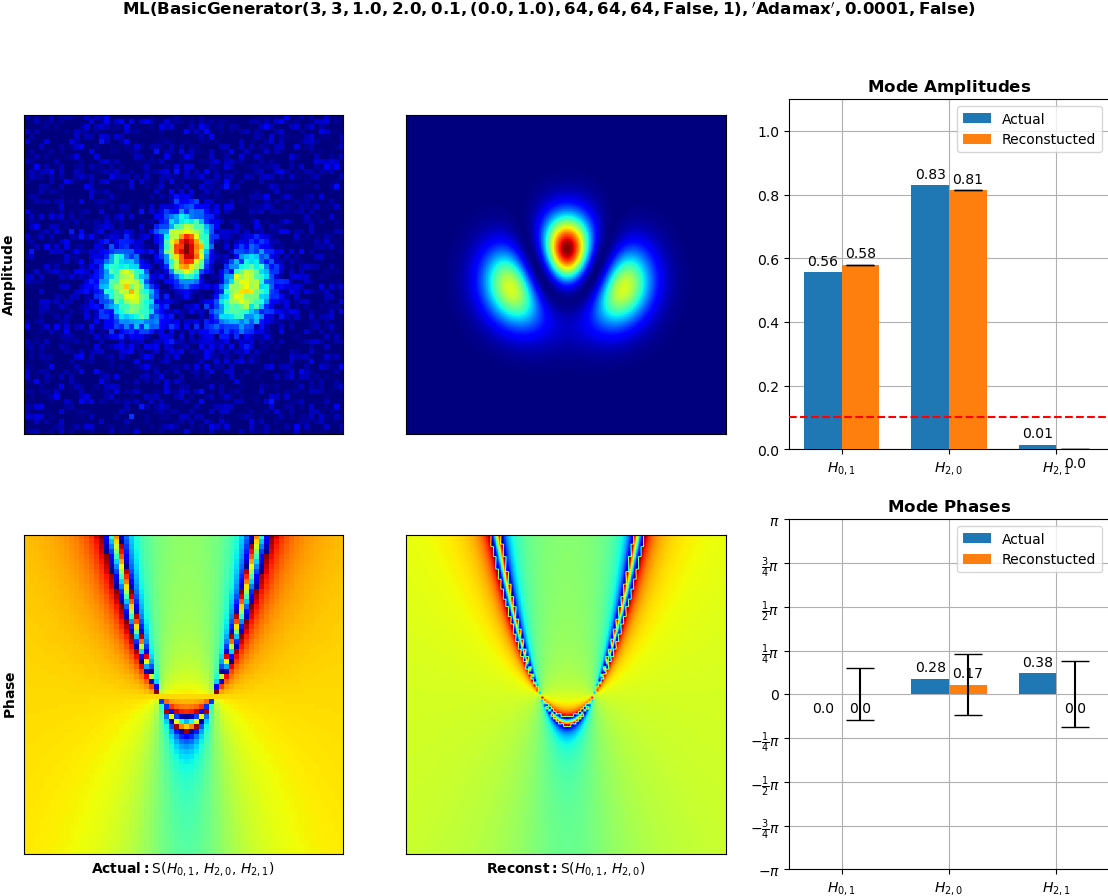 ML(BasicGenerator(3, 3, 1.0, 2.0, 0.1, (0.0, 1.0), 64, 64, 64, False, 1), 'Adamax', 0.0001, False)
Amplitude
Mode Amplitudes
Actual
Reconstucted
1.0
0.8
0.6
0.4
0.2
0.0
0.56
0.58
0.83
0.81
0.01
0.0
H0,1
H2,0
H2,1
Phase
Actual: S(H0,1, H2,0, H2,1)
Reconst: S(H0,1, H2,0)
Mode Phases
Actual
Reconstucted
π
3/4π
1/2π
1/4π
0
−1/4π
−1/2π
−3/4π
−π
0.0
0.0
0.28
0.17
0.38
0.0
H0,1
H2,0
H2,1